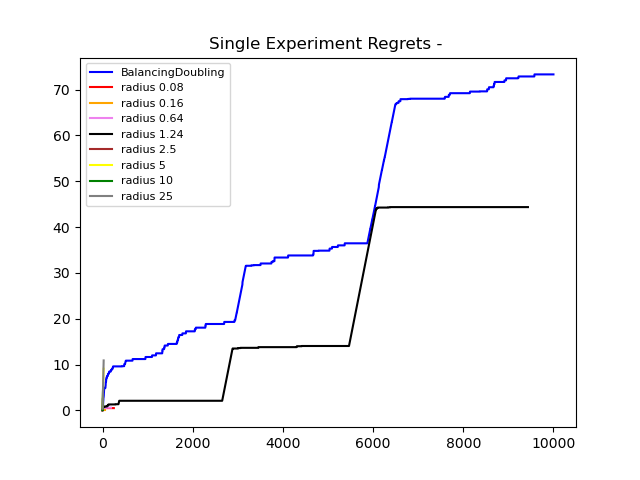 Single Experiment Regrets -
BalancingDoubling
radius 0.08
radius 0.16
radius 0.64
radius 1.24
radius 2.5
radius 5
radius 10
radius 25
70
60
50
40
30
20
10
0
0 2000 4000 6000 8000 10000